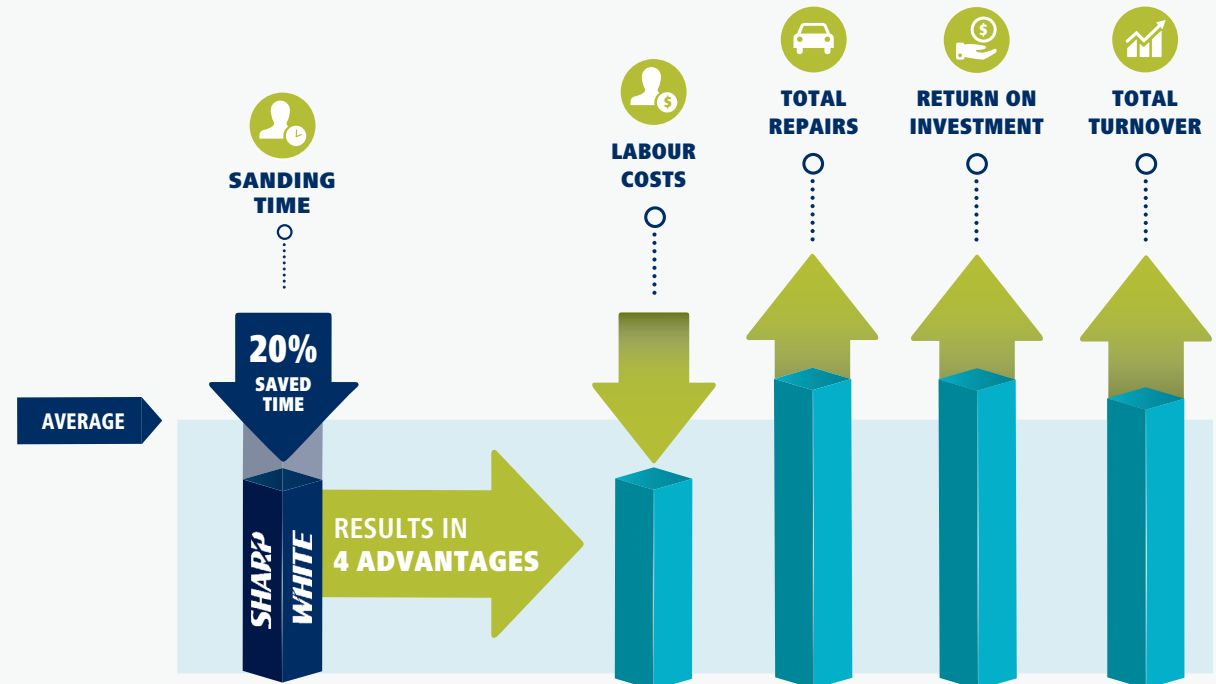 SANDING
TIME
LABOUR
COSTS
TOTAL
REPAIRS
RETURN ON
INVESTMENT
TOTAL
TURNOVER
20%
SAVED
TIME
AVERAGE
SHARP
WHITE
RESULTS IN
4 ADVANTAGES
$
$